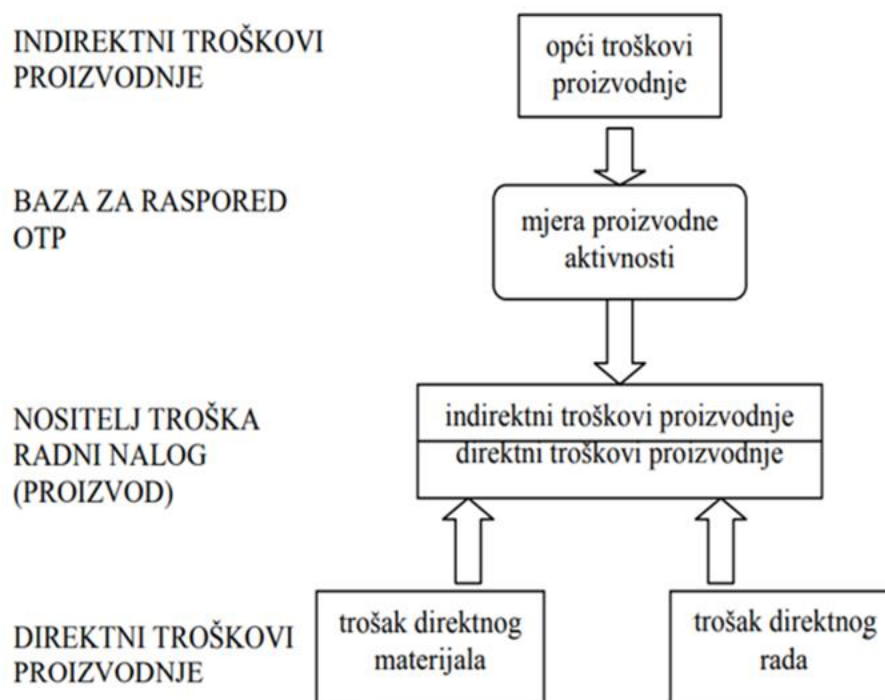 INDIREKTNI TROŠKOVI
PROIZVODNJE
opći troškovi
proizvodnje
BAZA ZA RASPORED
OTP
mjera proizvodne
aktivnosti
NOSITELJ TROŠKA
RADNI NALOG
(PROIZVOD)
indirektni troškovi proizvodnje
direktni troškovi proizvodnje
DIREKTNI TROŠKOVI
PROIZVODNJE
trošak direktnog
materijala
trošak direktnog
rada